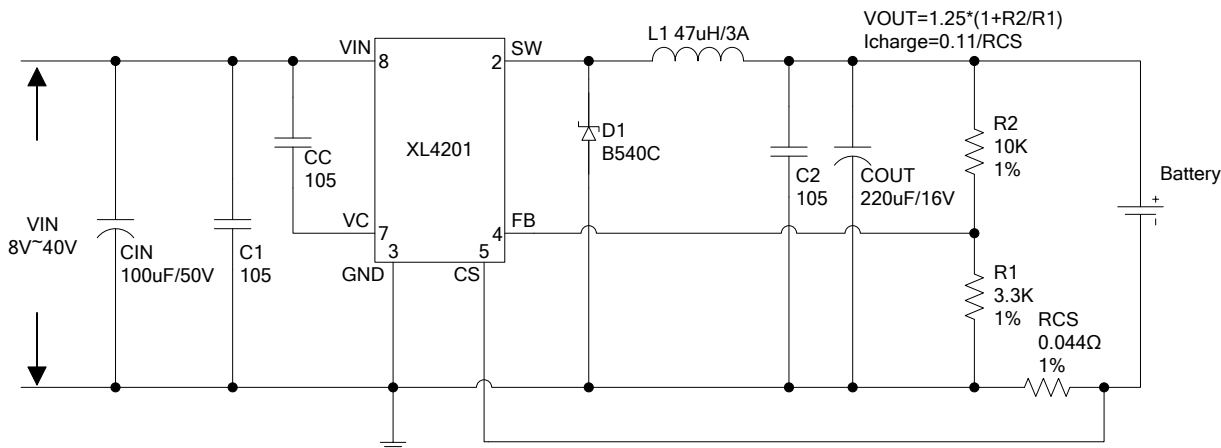 VOUT=1.25*(1+R2/R1)
Icharge=0.11/RCS
L1 47uH/3A
VIN
SW
8
2
XL4201
CC
105
D1
B540C
R2
10K
1%
C2
105
COUT
220uF/16V
Battery
+
-
VIN
8V~40V
CIN
100uF/50V
C1
105
VC
7
FB
4
3
5
GND
CS
R1
3.3K
1%
RCS
0.044Ω
1%